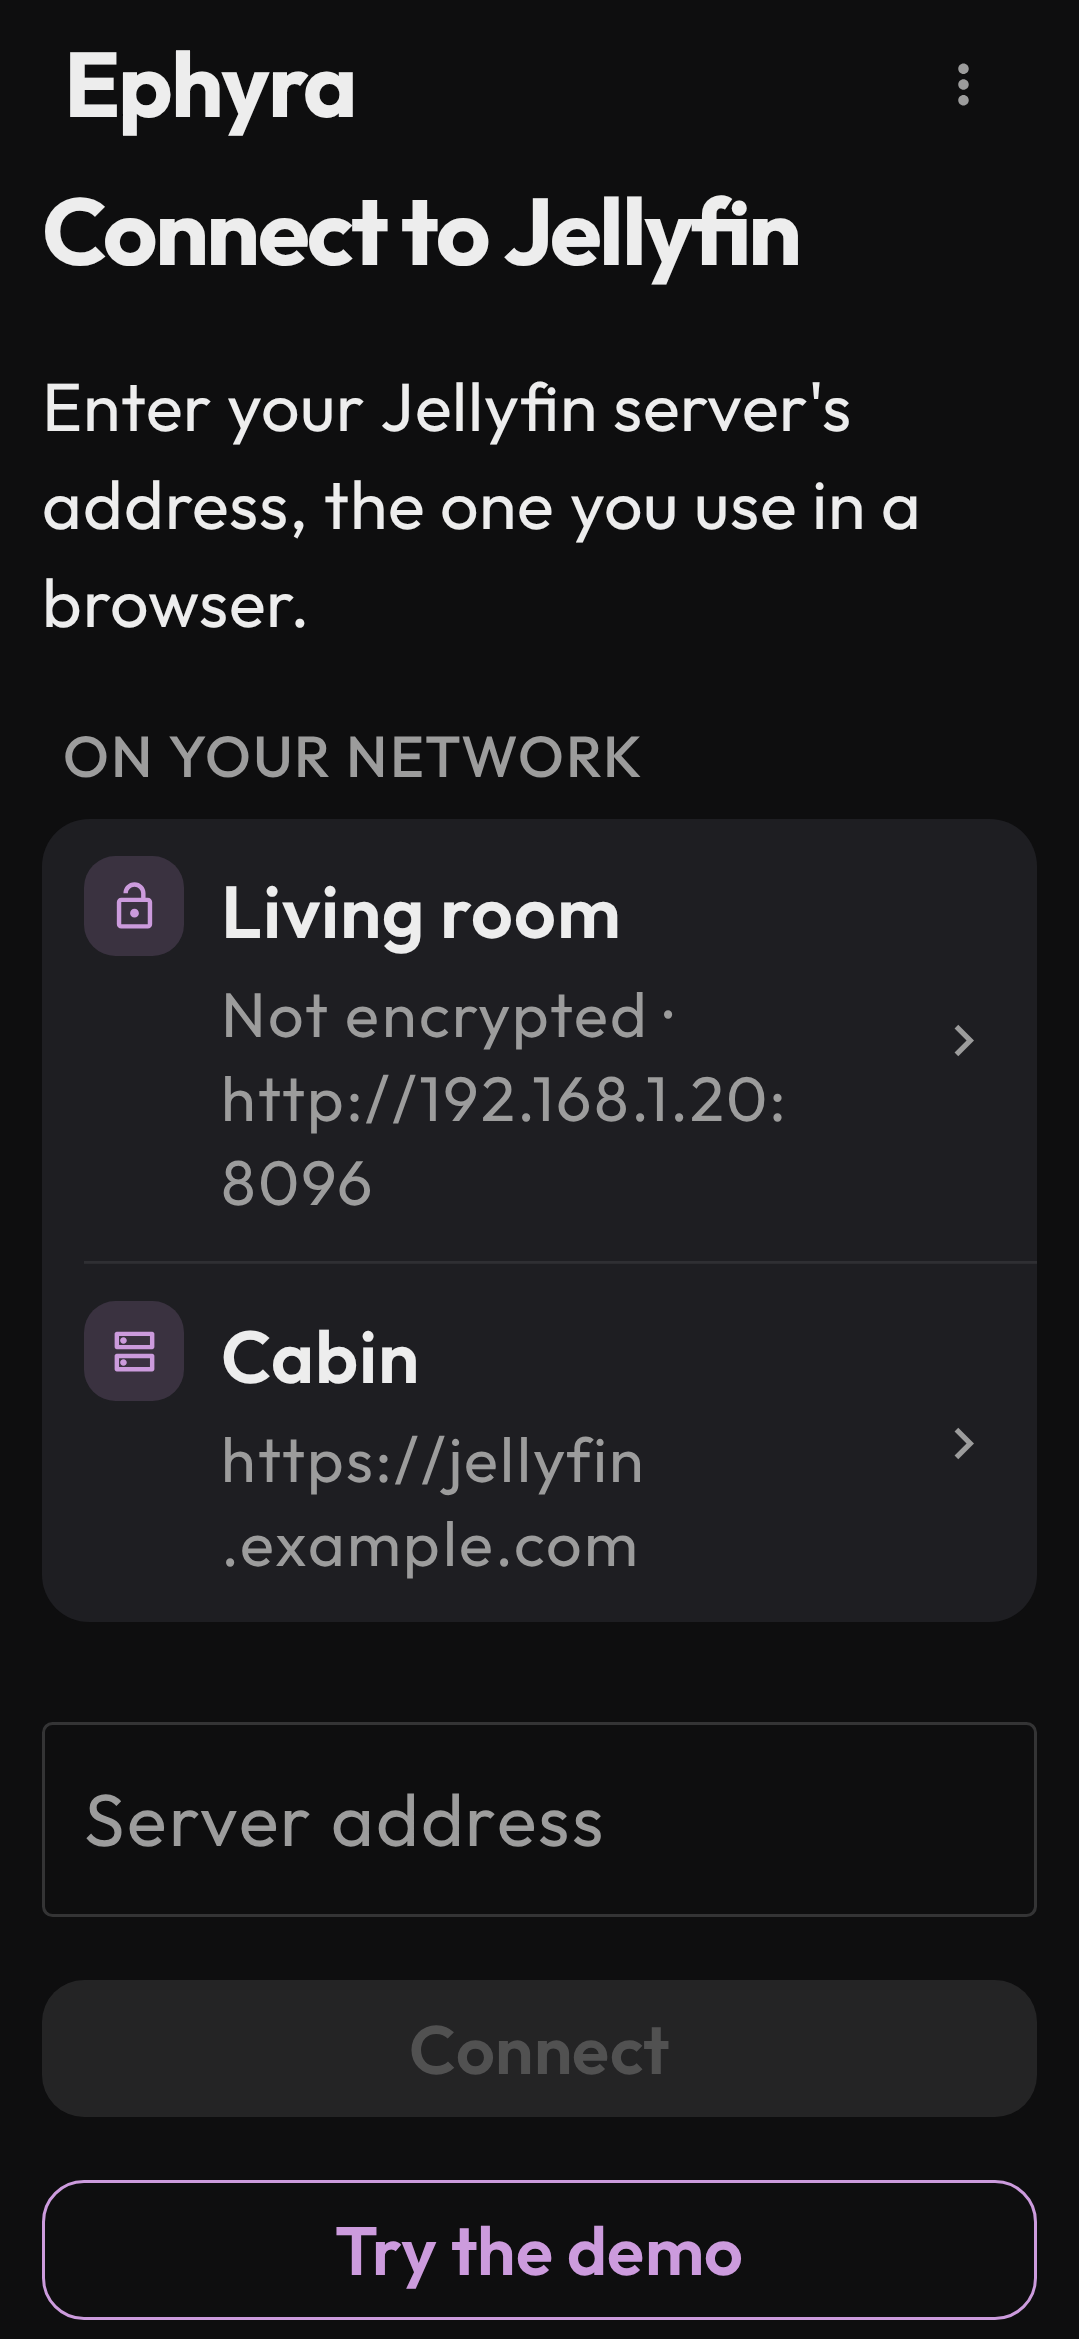 Ephyra
Connect to Jellyfin
Enter your Jellyfin server's
address, the one you use in a
browser.
ON YOUR NETWORK
Living room
Not encrypted ·
http://192.168.1.20:
8096
Cabin
https://jellyfin
.example.com
Server address
Connect
Try the demo